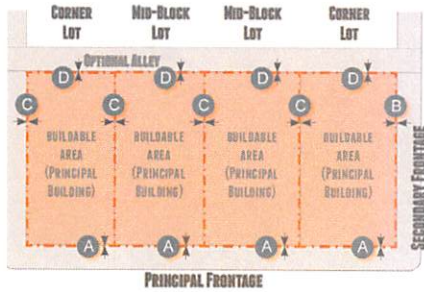 CORNER LOT
MID-BLOCK LOT
MID-BLOCK LOT
CORNER LOT
OPTIONAL ALLEY
D D D D
C C C C B
BUILDABLE AREA (PRINCIPAL BUILDING)
BUILDABLE AREA (PRINCIPAL BUILDING)
BUILDABLE AREA (PRINCIPAL BUILDING)
BUILDABLE AREA (PRINCIPAL BUILDING)
SECONDARY FRONTAGE
A A A A
PRINCIPAL FRONTAGE